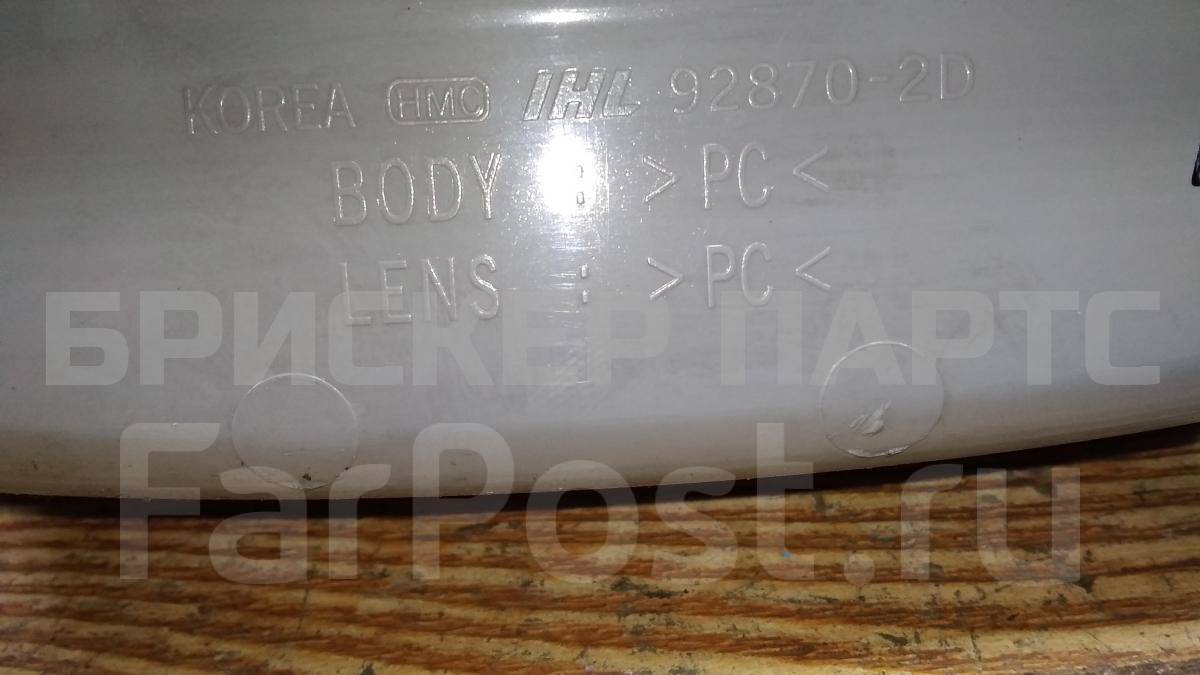 KOREA HMC IHL 92870-2D
BODY : >PC<
LENS : >PC<
БРИСКЕР ПАРТС
FarPost.ru